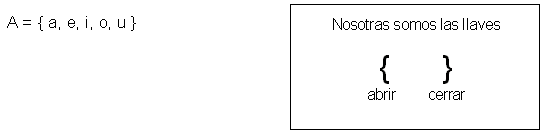 A = { a, e, i, o, u }
Nosotras somos las llaves
{ }
abrir cerrar